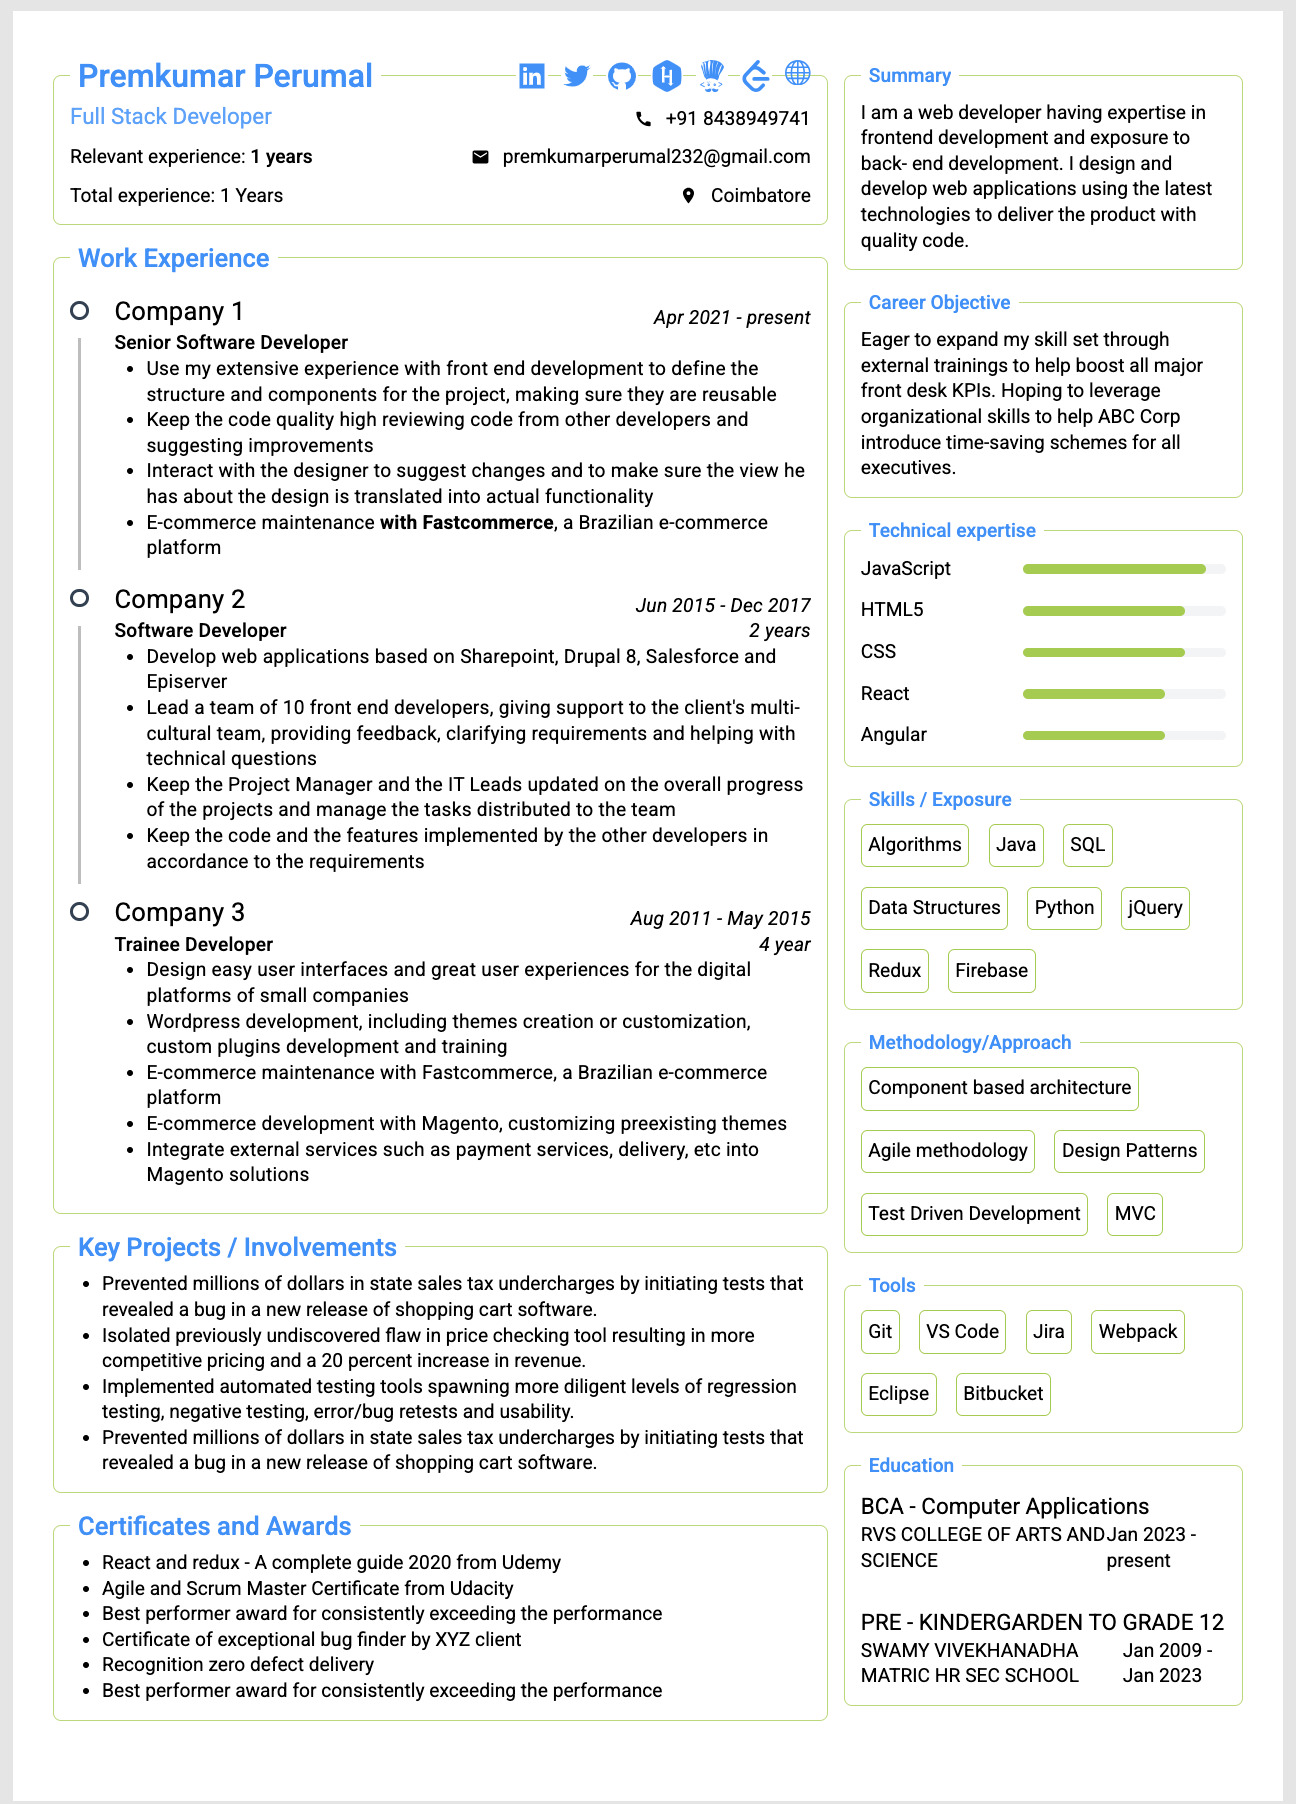 Premkumar Perumal
Full Stack Developer
+91 8438949741
Relevant experience: 1 years
premkumarperumal232@gmail.com
Total experience: 1 Years
Coimbatore
Work Experience
Company 1
Apr 2021 - present
Senior Software Developer
• Use my extensive experience with front end development to define the
structure and components for the project, making sure they are reusable
• Keep the code quality high reviewing code from other developers and
suggesting improvements
• Interact with the designer to suggest changes and to make sure the view he
has about the design is translated into actual functionality
• E-commerce maintenance with Fastcommerce, a Brazilian e-commerce
platform
Company 2
Jun 2015 - Dec 2017
Software Developer
2 years
• Develop web applications based on Sharepoint, Drupal 8, Salesforce and
Episerver
• Lead a team of 10 front end developers, giving support to the client's multi-
cultural team, providing feedback, clarifying requirements and helping with
technical questions
• Keep the Project Manager and the IT Leads updated on the overall progress
of the projects and manage the tasks distributed to the team
• Keep the code and the features implemented by the other developers in
accordance to the requirements
Company 3
Aug 2011 - May 2015
Trainee Developer
4 year
• Design easy user interfaces and great user experiences for the digital
platforms of small companies
• Wordpress development, including themes creation or customization,
custom plugins development and training
• E-commerce maintenance with Fastcommerce, a Brazilian e-commerce
platform
• E-commerce development with Magento, customizing preexisting themes
• Integrate external services such as payment services, delivery, etc into
Magento solutions
Key Projects / Involvements
• Prevented millions of dollars in state sales tax undercharges by initiating tests that
revealed a bug in a new release of shopping cart software.
• Isolated previously undiscovered flaw in price checking tool resulting in more
competitive pricing and a 20 percent increase in revenue.
• Implemented automated testing tools spawning more diligent levels of regression
testing, negative testing, error/bug retests and usability.
• Prevented millions of dollars in state sales tax undercharges by initiating tests that
revealed a bug in a new release of shopping cart software.
Certificates and Awards
• React and redux - A complete guide 2020 from Udemy
• Agile and Scrum Master Certificate from Udacity
• Best performer award for consistently exceeding the performance
• Certificate of exceptional bug finder by XYZ client
• Recognition zero defect delivery
• Best performer award for consistently exceeding the performance
Summary
I am a web developer having expertise in
frontend development and exposure to
back- end development. I design and
develop web applications using the latest
technologies to deliver the product with
quality code.
Career Objective
Eager to expand my skill set through
external trainings to help boost all major
front desk KPIs. Hoping to leverage
organizational skills to help ABC Corp
introduce time-saving schemes for all
executives.
Technical expertise
JavaScript
HTML5
CSS
React
Angular
Skills / Exposure
Algorithms Java SQL
Data Structures Python jQuery
Redux Firebase
Methodology/Approach
Component based architecture
Agile methodology Design Patterns
Test Driven Development MVC
Tools
Git VS Code Jira Webpack
Eclipse Bitbucket
Education
BCA - Computer Applications
RVS COLLEGE OF ARTS AND Jan 2023 -
SCIENCE present
PRE - KINDERGARDEN TO GRADE 12
SWAMY VIVEKHANADHA Jan 2009 -
MATRIC HR SEC SCHOOL Jan 2023